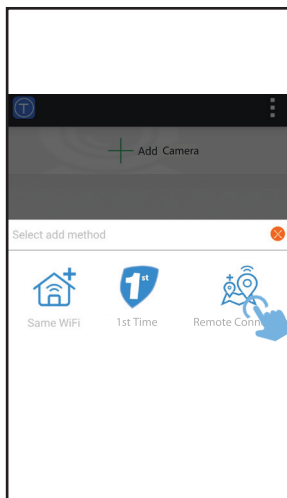 T
Add Camera
Select add method
1st
Same WiFi
1st Time
Remote Conn